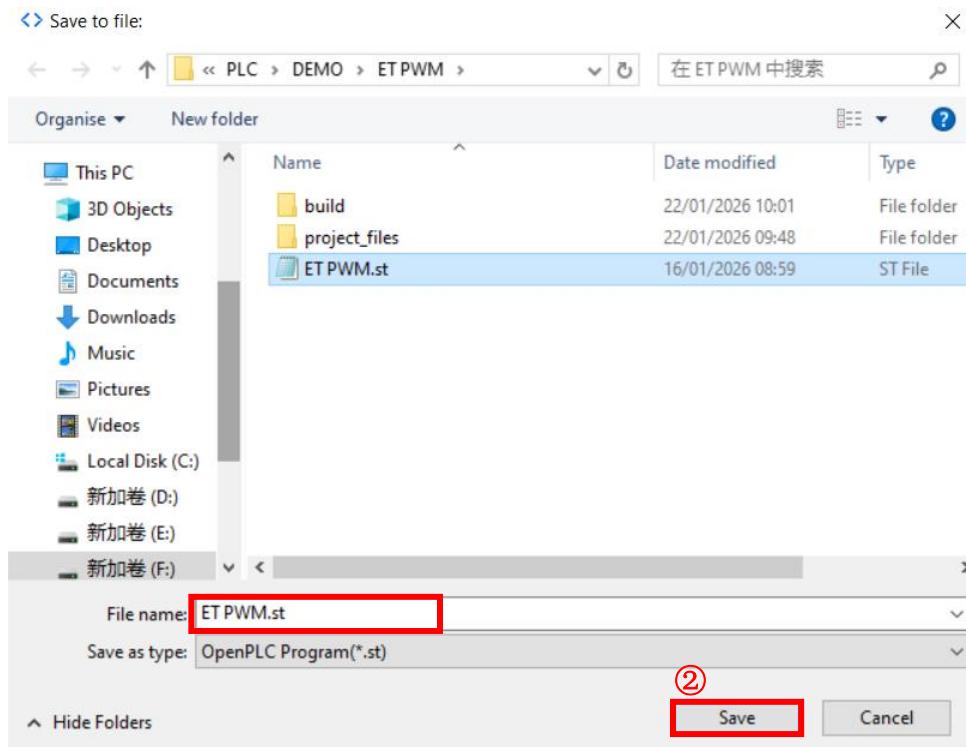 Save to file:
« PLC > DEMO > ET PWM >
在 ET PWM 中搜索
Organise
New folder
?
Name
Date modified
Type
This PC
3D Objects
Desktop
Documents
Downloads
Music
Pictures
Videos
Local Disk (C:)
新加卷 (D:)
新加卷 (E:)
新加卷 (F:)
build 22/01/2026 10:01 File folder
project_files 22/01/2026 09:48 File folder
ET PWM.st 16/01/2026 08:59 ST File
File name: ET PWM.st
Save as type: OpenPLC Program(*.st)
②
Hide Folders
Save
Cancel